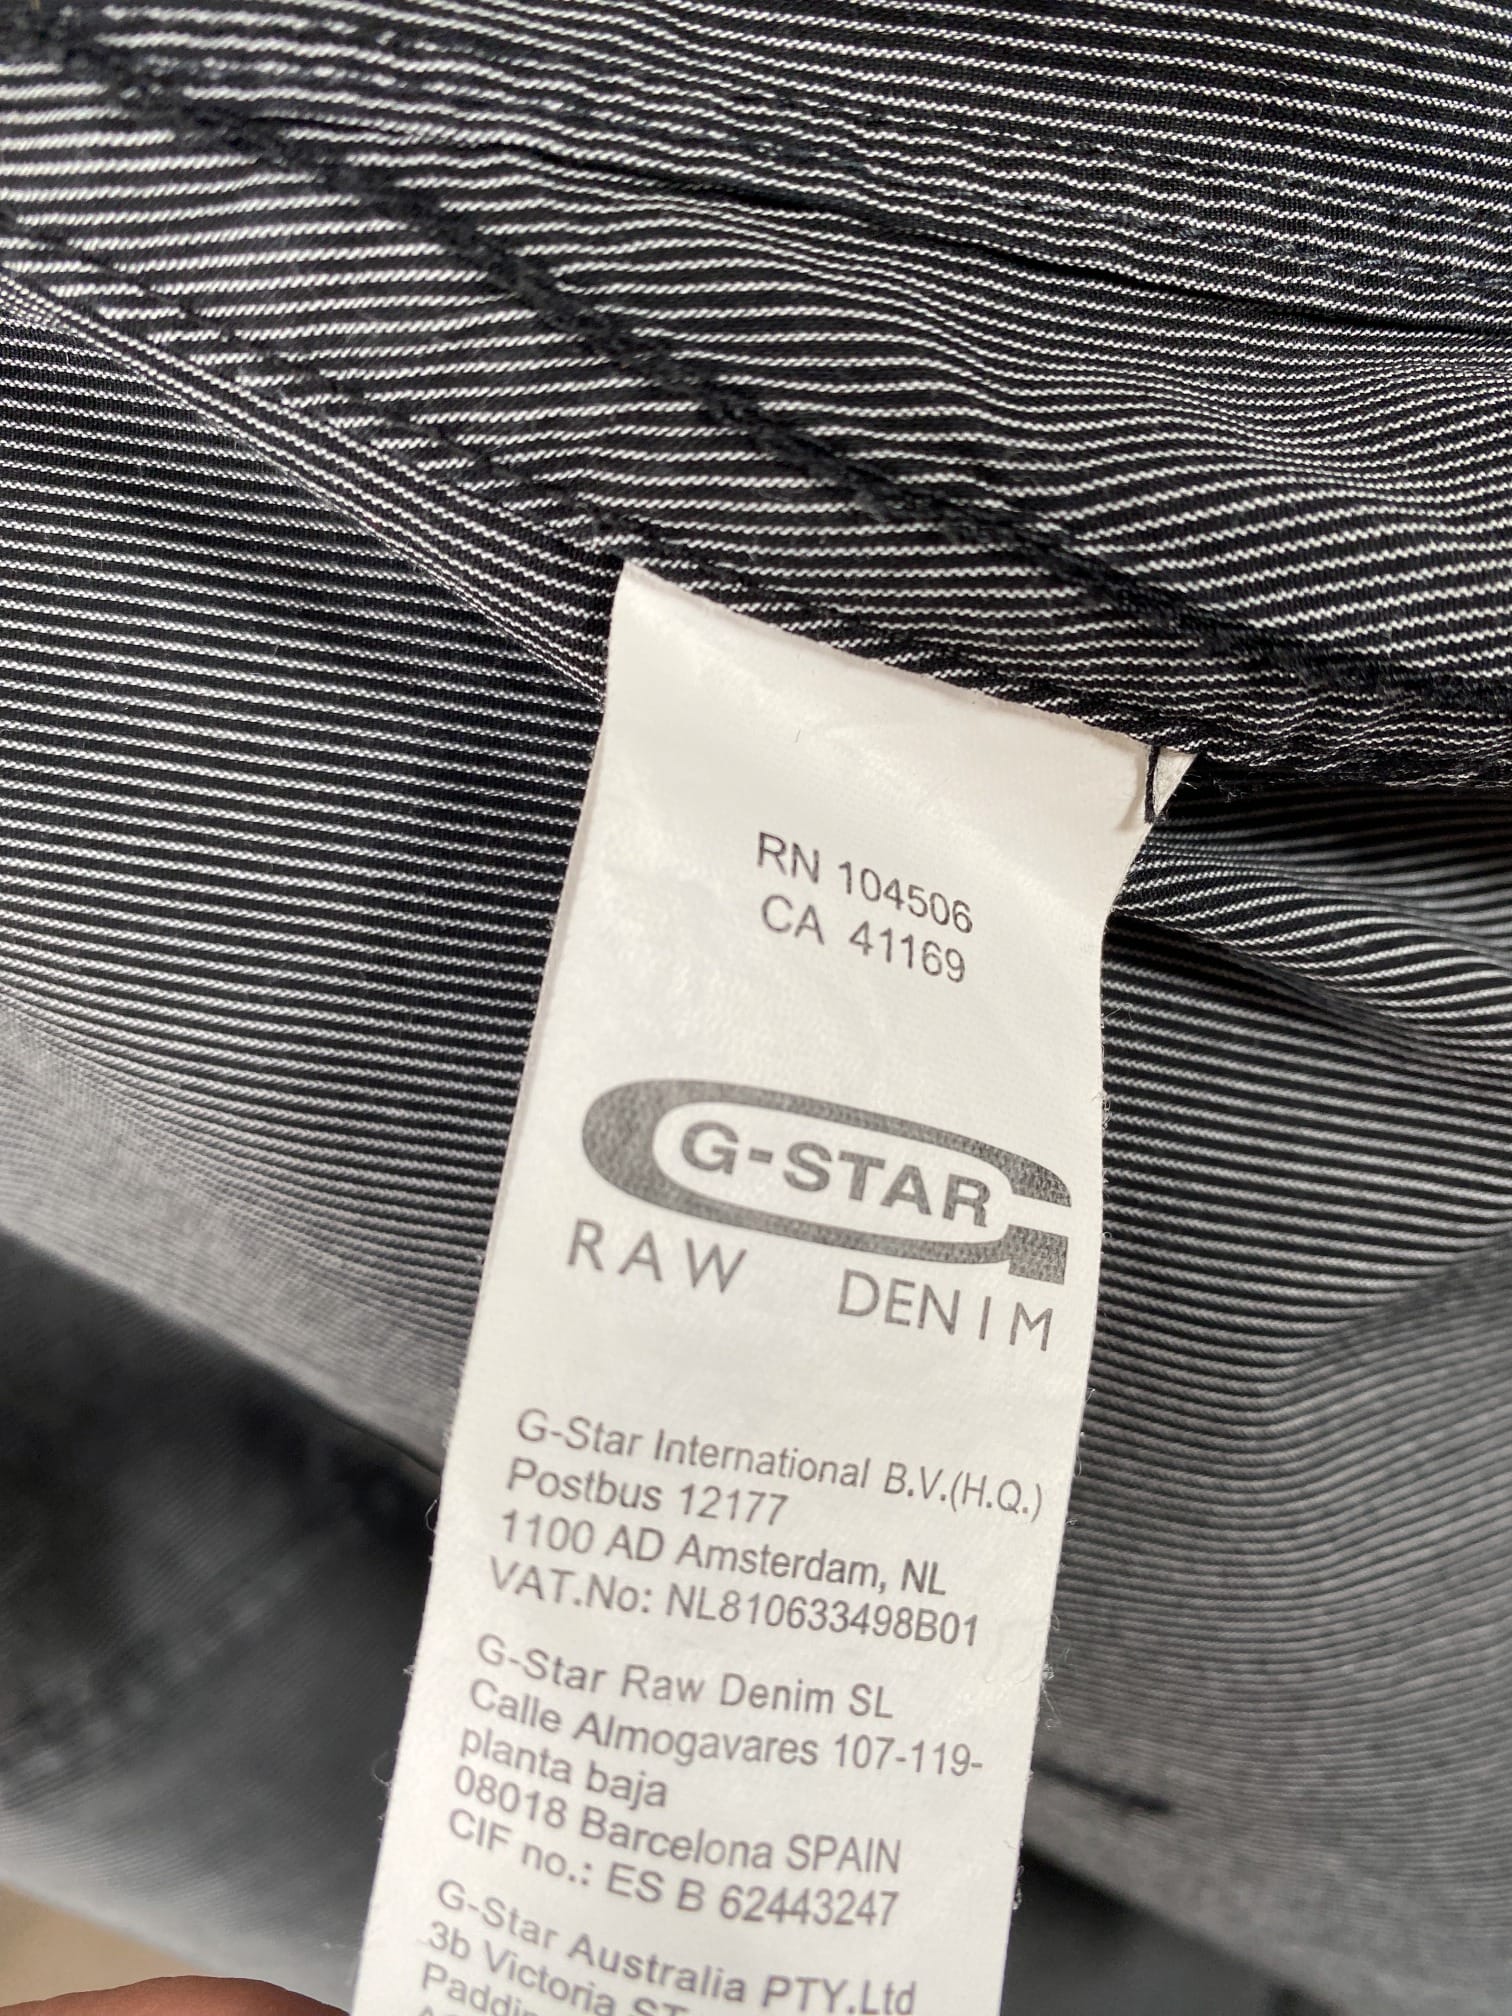 RN 104506
CA 41169
G-STAR
RAW DENIM
G-Star International B.V.(H.Q.)
Postbus 12177
1100 AD Amsterdam, NL
VAT.No: NL810633498B01
G-Star Raw Denim SL
Calle Almogavares 107-119-
planta baja
08018 Barcelona SPAIN
CIF no.: ES B 62443247
G-Star Australia PTY.Ltd
3b Victoria